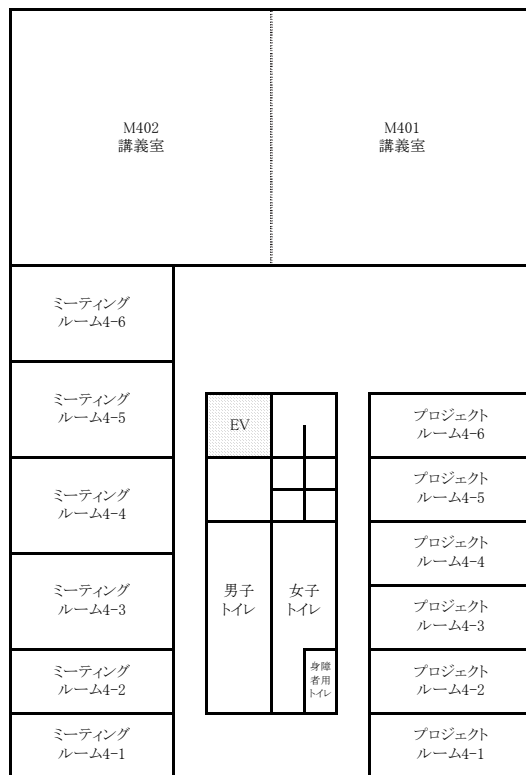 M402
講義室
M401
講義室
ミーティング
ルーム4-6
ミーティング
ルーム4-5
EV
プロジェクト
ルーム4-6
ミーティング
ルーム4-4
プロジェクト
ルーム4-5
プロジェクト
ルーム4-4
ミーティング
ルーム4-3
男子
トイレ
女子
トイレ
プロジェクト
ルーム4-3
ミーティング
ルーム4-2
身障
者用
トイレ
プロジェクト
ルーム4-2
ミーティング
ルーム4-1
プロジェクト
ルーム4-1